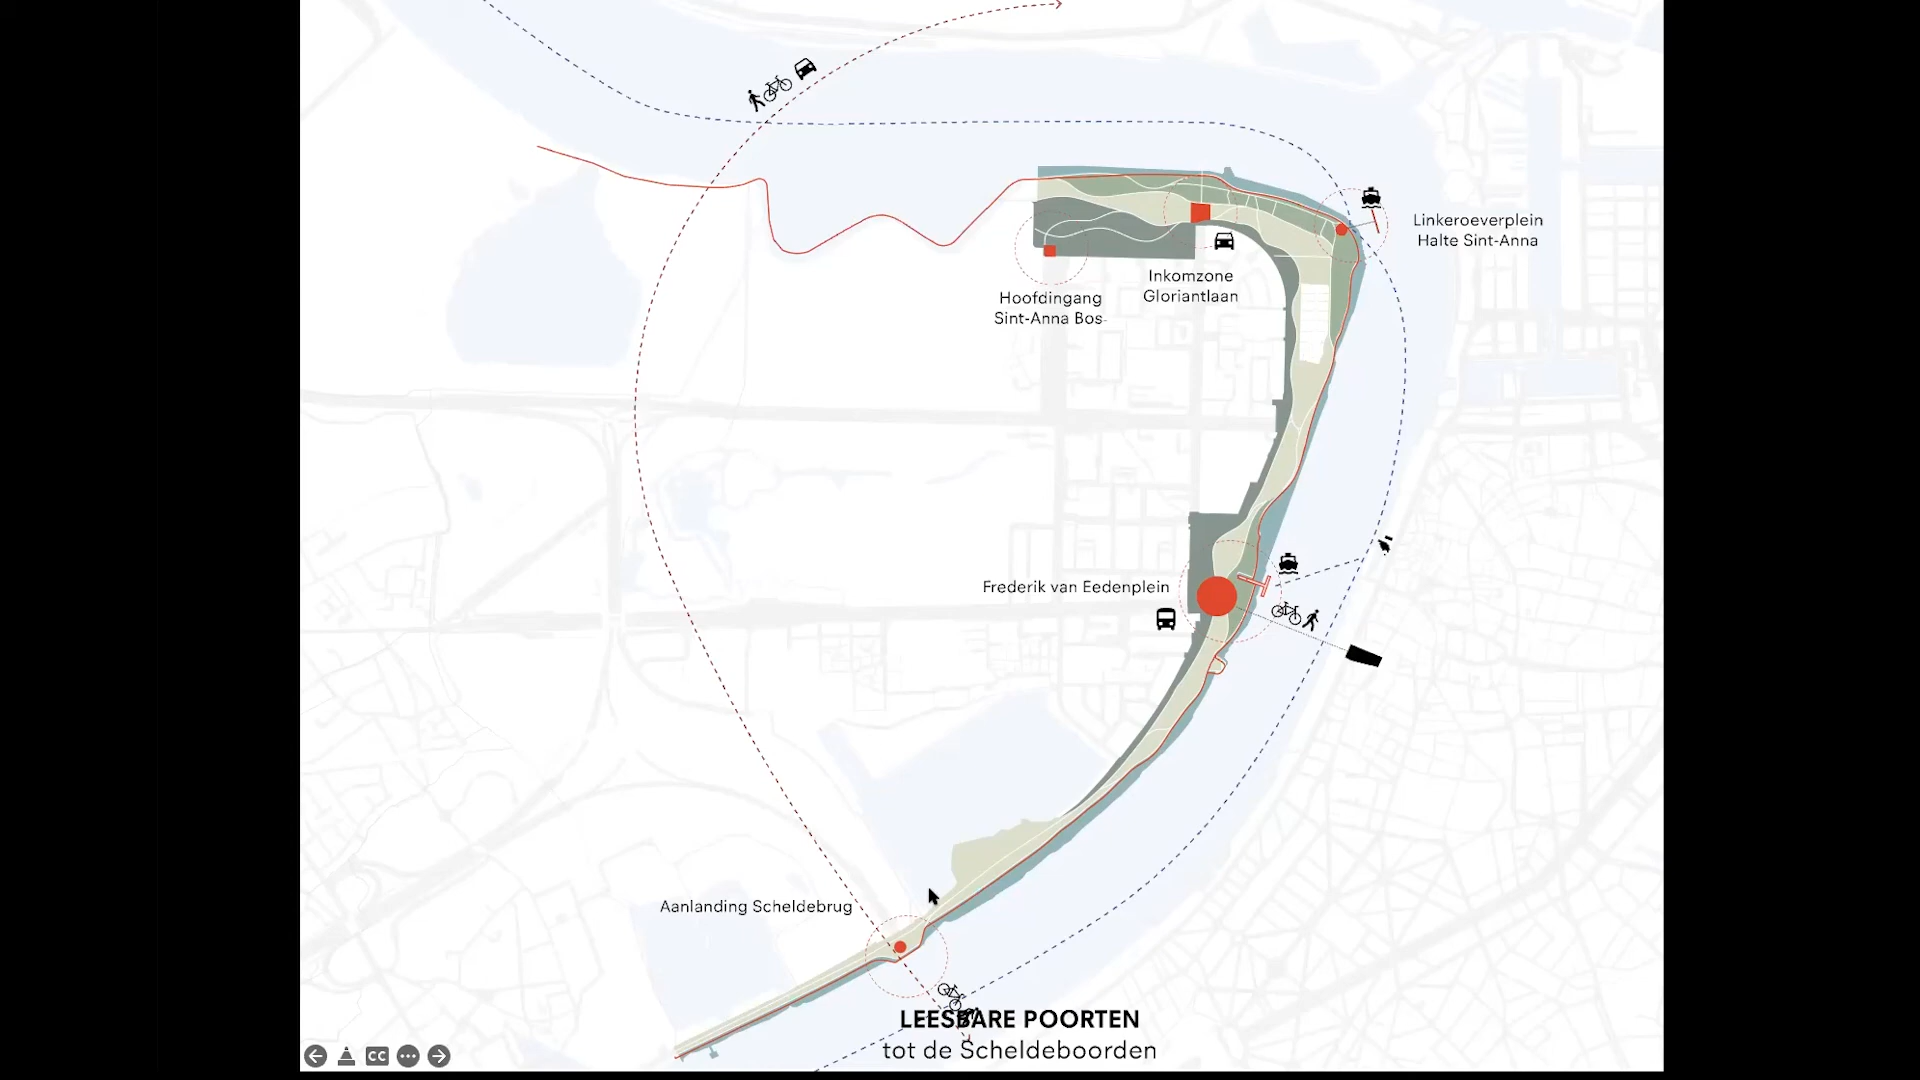 Linkeroeverplein
Halte Sint-Anna
Inkomzone
Gloriantlaan
Hoofdingang
Sint-Anna Bos
Frederik van Eedenplein
Aanlanding Scheldebrug
LEESBARE POORTEN
tot de Scheldeboorden
CC